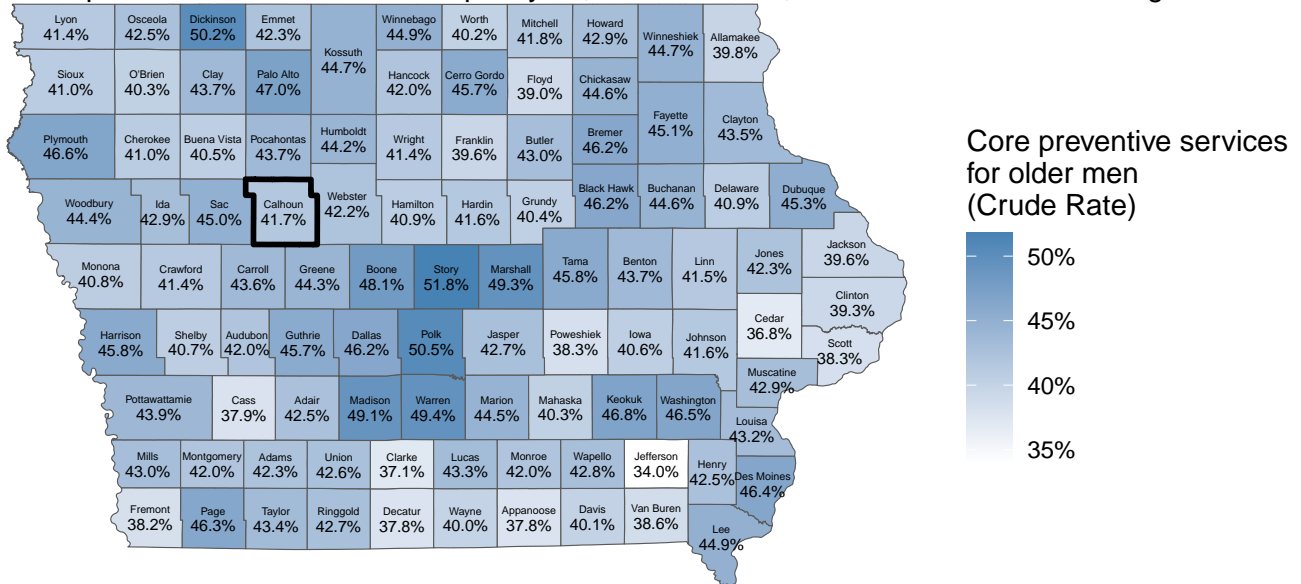 Lyon
41.4%
Osceola
42.5%
Dickinson
50.2%
Emmet
42.3%
Kossuth
44.7%
Winnebago
44.9%
Worth
40.2%
Mitchell
41.8%
Howard
42.9%
Winneshiek
44.7%
Allamakee
39.8%
Sioux
41.0%
O'Brien
40.3%
Clay
43.7%
Palo Alto
47.0%
Hancock
42.0%
Cerro Gordo
45.7%
Floyd
39.0%
Chickasaw
44.6%
Plymouth
46.6%
Cherokee
41.0%
Buena Vista
40.5%
Pocahontas
43.7%
Humboldt
44.2%
Wright
41.4%
Franklin
39.6%
Butler
43.0%
Bremer
46.2%
Fayette
45.1%
Clayton
43.5%
Woodbury
44.4%
Ida
42.9%
Sac
45.0%
Calhoun
41.7%
Webster
42.2%
Hamilton
40.9%
Hardin
41.6%
Grundy
40.4%
Black Hawk
46.2%
Buchanan
44.6%
Delaware
40.9%
Dubuque
45.3%
Monona
40.8%
Crawford
41.4%
Carroll
43.6%
Greene
44.3%
Boone
48.1%
Story
51.8%
Marshall
49.3%
Tama
45.8%
Benton
43.7%
Linn
41.5%
Jones
42.3%
Jackson
39.6%
Clinton
39.3%
Harrison
45.8%
Shelby
40.7%
Audubon
42.0%
Guthrie
45.7%
Dallas
46.2%
Polk
50.5%
Jasper
42.7%
Poweshiek
38.3%
Iowa
40.6%
Johnson
41.6%
Cedar
36.8%
Scott
38.3%
Muscatine
42.9%
Pottawattamie
43.9%
Cass
37.9%
Adair
42.5%
Madison
49.1%
Warren
49.4%
Marion
44.5%
Mahaska
40.3%
Keokuk
46.8%
Washington
46.5%
Louisa
43.2%
Mills
43.0%
Montgomery
42.0%
Adams
42.3%
Union
42.6%
Clarke
37.1%
Lucas
43.3%
Monroe
42.0%
Wapello
42.8%
Jefferson
34.0%
Henry
42.5%
Des Moines
46.4%
Fremont
38.2%
Page
46.3%
Taylor
43.4%
Ringgold
42.7%
Decatur
37.8%
Wayne
40.0%
Appanoose
37.8%
Davis
40.1%
Van Buren
38.6%
Lee
44.9%
Core preventive services
for older men
(Crude Rate)
50%
45%
40%
35%